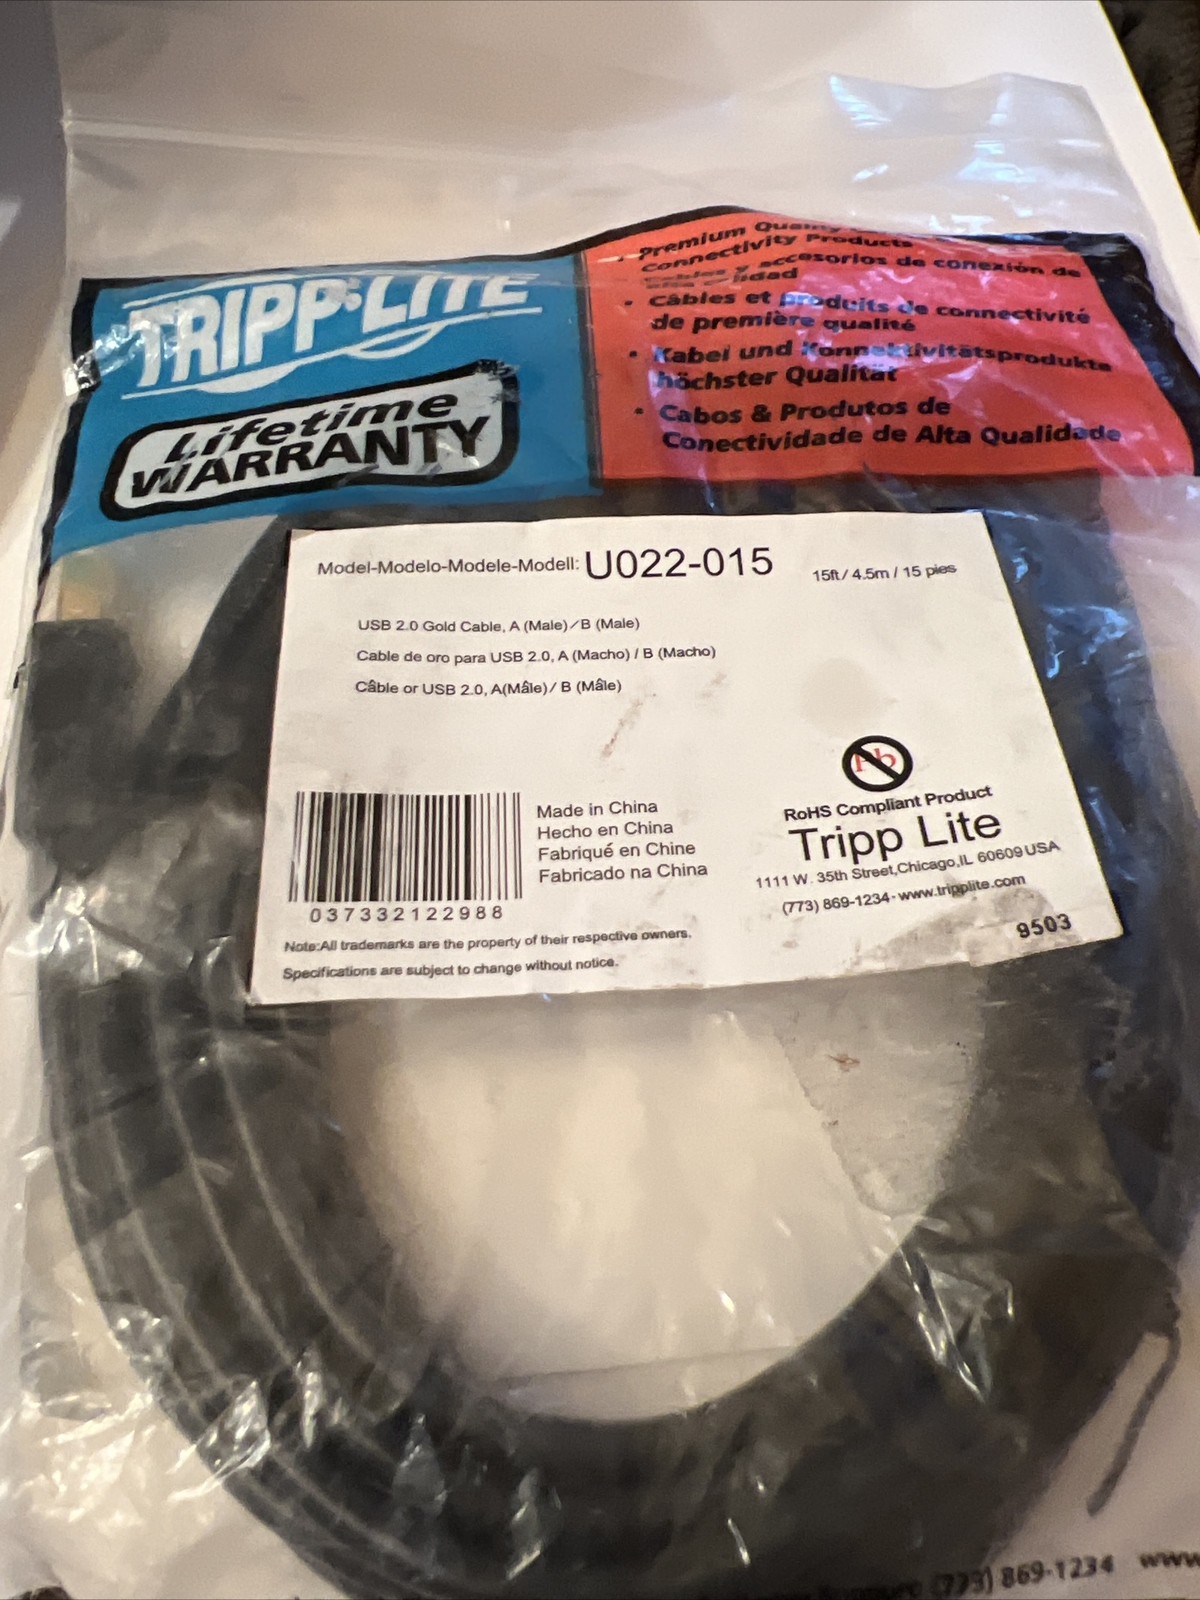 TRIPP·LITE
Lifetime
WARRANTY
• Premium Quality
Connectivity Products
y accesorios de conexión de
• Câbles et produits de connectivité
de première qualité
• Kabel und Konnektivitätsprodukte
höchster Qualität
• Cabos & Produtos de
Conectividade de Alta Qualidade
Model-Modelo-Modele-Modell: U022-015 15ft/ 4.5m / 15 pies
USB 2.0 Gold Cable, A (Male)/B (Male)
Cable de oro para USB 2.0, A (Macho) / B (Macho)
Câble or USB 2.0, A(Mâle)/ B (Mâle)
Pb
RoHS Compliant Product
Tripp Lite
1111 W. 35th Street,Chicago,IL 60609 USA
(773) 869-1234-www.tripplite.com
9503
Made in China
Hecho en China
Fabriqué en Chine
Fabricado na China
037332122988
Note:All trademarks are the property of their respective owners.
Specifications are subject to change without notice.
(773) 869-1234 www